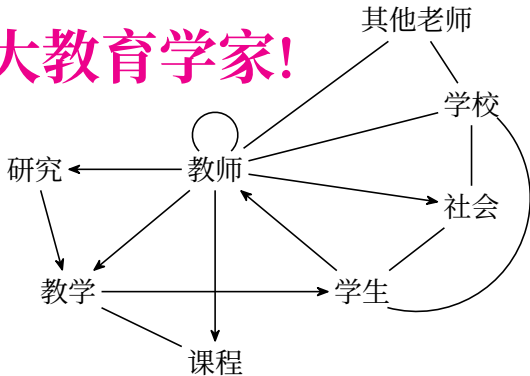 其他老师
大教育学家!
学校
研究
教师
社会
教学
学生
课程